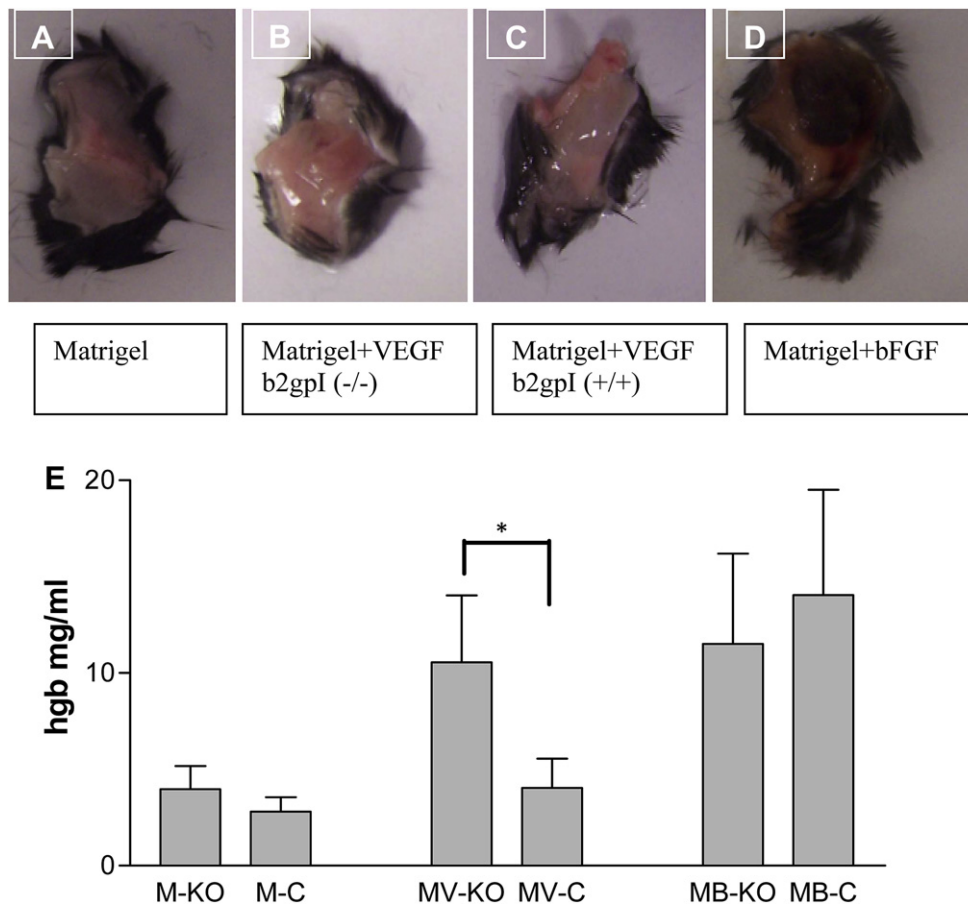 A
B
C
D
Matrigel
Matrigel+VEGF
b2gpI (-/-)
Matrigel+VEGF
b2gpI (+/+)
Matrigel+bFGF
E
20
*
10
0
hgb mg/ml
M-KO M-C MV-KO MV-C MB-KO MB-C